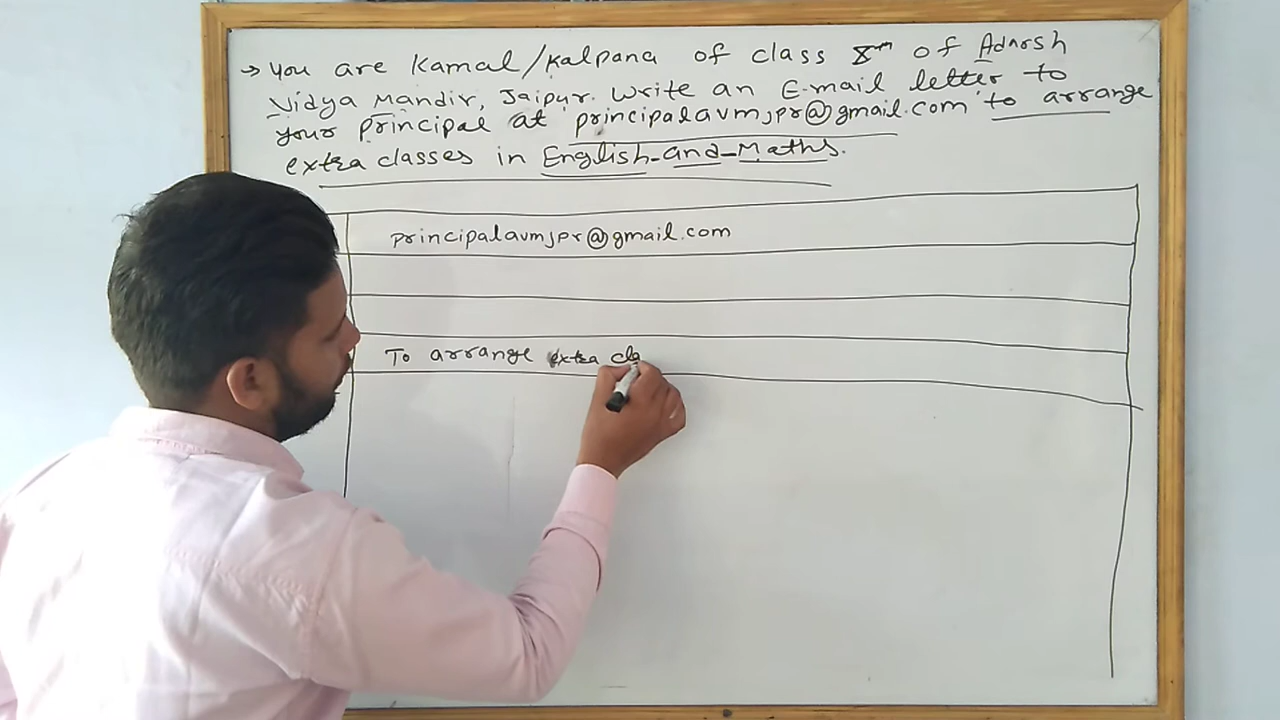 → You are Kamal/Kalpana of class 8th of Adarsh
Vidya Mandir, Jaipur. Write an E-mail letter to
your principal at 'principalavmjpr@gmail.com' to arrange
extra classes in English and Maths.
principalavmjpr@gmail.com
To arrange extra cla